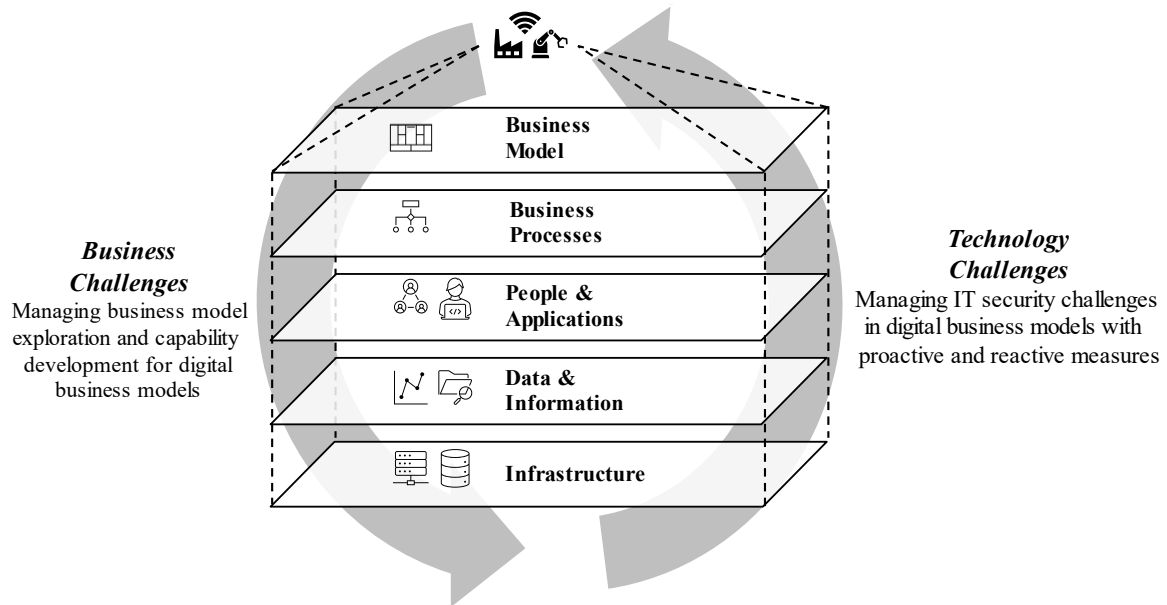 Business
Model
Business
Processes
People &
Applications
Data &
Information
Infrastructure
Business
Challenges
Managing business model
exploration and capability
development for digital
business models
Technology
Challenges
Managing IT security challenges
in digital business models with
proactive and reactive measures